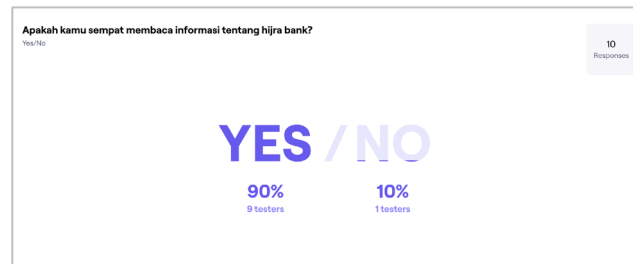 Apakah kamu sempat membaca informasi tentang hijra bank?
Yes/No
10
Responses
YES / NO
90% 10%
9 testers 1 testers